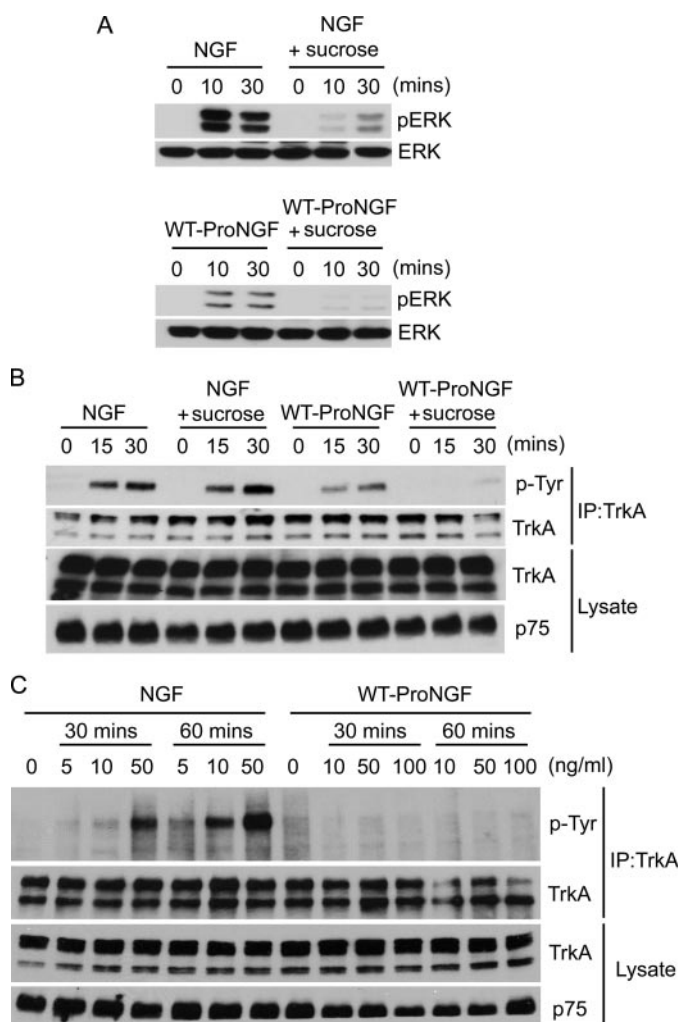 A
NGF
NGF
+ sucrose
0 10 30 0 10 30 (mins)
pERK
ERK
WT-ProNGF
WT-ProNGF
+sucrose
0 10 30 0 10 30 (mins)
pERK
ERK
B
NGF
NGF
+sucrose
WT-ProNGF
WT-ProNGF
+ sucrose
0 15 30 0 15 30 0 15 30 0 15 30 (mins)
p-Tyr
TrkA
IP:TrkA
TrkA
p75
Lysate
C
NGF WT-ProNGF
30 mins 60 mins 30 mins 60 mins
0 5 10 50 5 10 50 0 10 50 100 10 50 100 (ng/ml)
p-Tyr
TrkA
IP:TrkA
TrkA
p75
Lysate